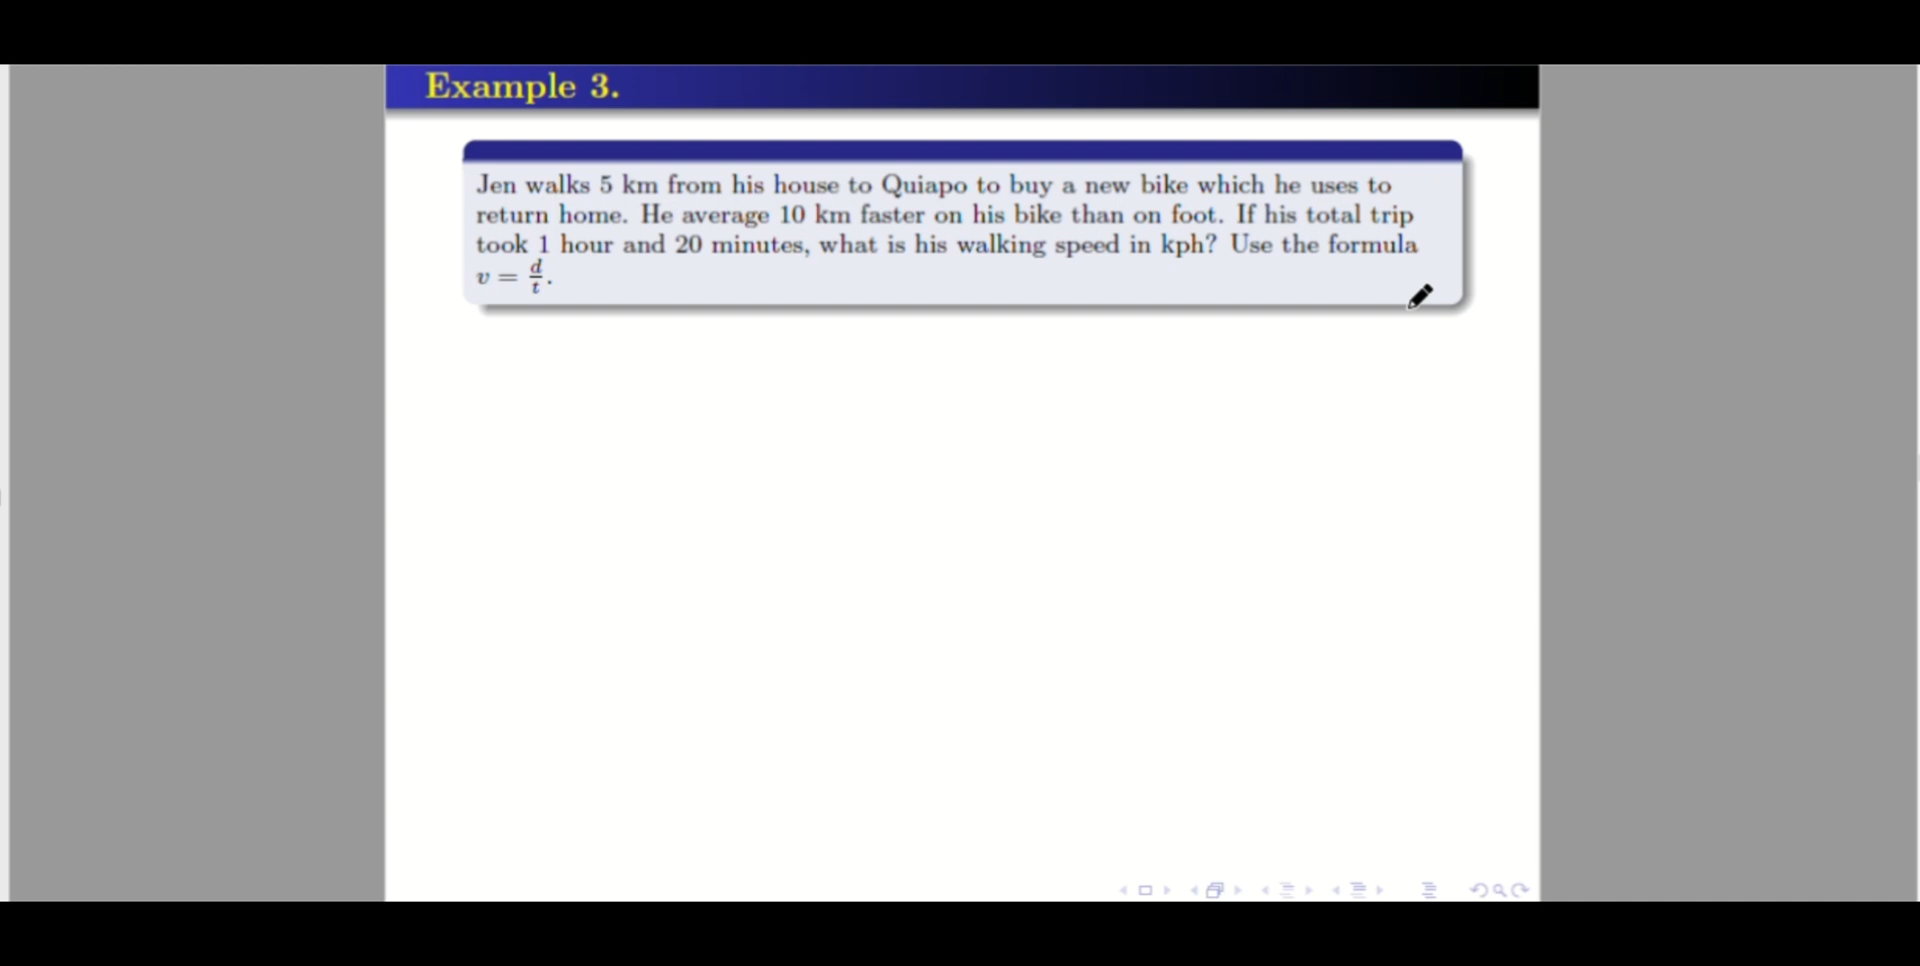 Example 3.
Jen walks 5 km from his house to Quiapo to buy a new bike which he uses to
return home. He average 10 km faster on his bike than on foot. If his total trip
took 1 hour and 20 minutes, what is his walking speed in kph? Use the formula
v = d/t.